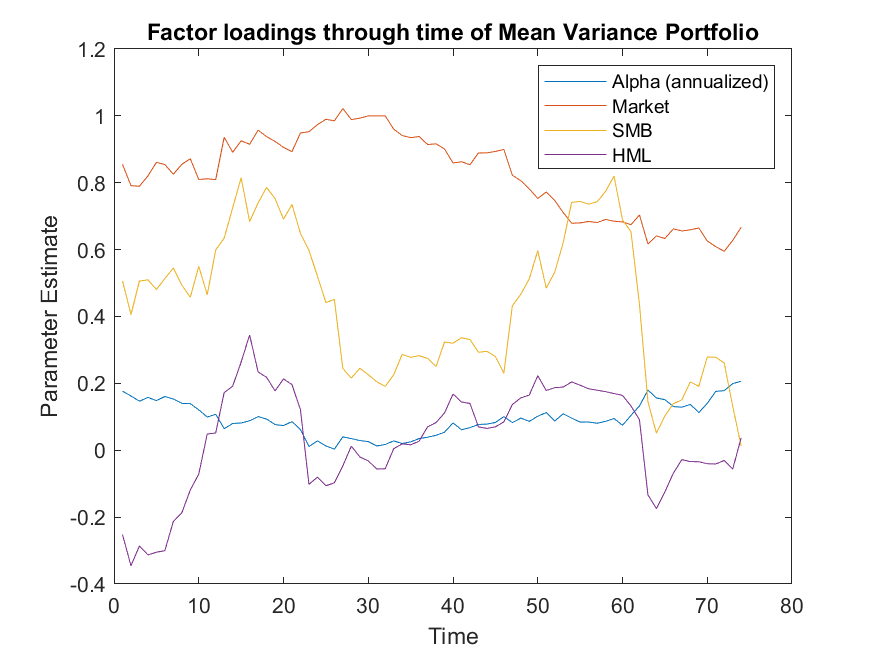 Factor loadings through time of Mean Variance Portfolio
1.2
1
0.8
0.6
0.4
0.2
0
-0.2
-0.4
Parameter Estimate
Alpha (annualized)
Market
SMB
HML
0 10 20 30 40 50 60 70 80
Time